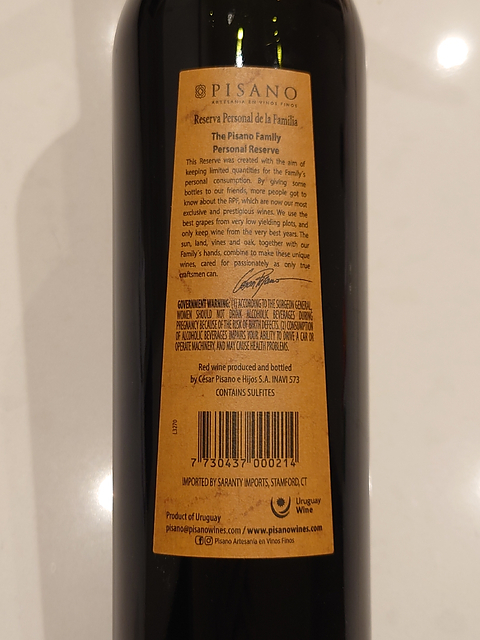 PISANO
ARTESANÍA EN VINOS FINOS
Reserva Personal de la Familia
The Pisano Family
Personal Reserve
This Reserve was created with the aim of
keeping limited quantities for the Family's
personal consumption. By giving some
bottles to our friends, more people got to
know about the RPF, which are now our most
exclusive and prestigious wines. We use the
best grapes from very low yielding plots, and
only keep wine from the very best years. The
sun, land, vines and oak, together with our
Family's hands, combine to make these unique
wines, cared for passionately as only true
craftsmen can.
GOVERNMENT WARNING: (1) ACCORDING TO THE SURGEON GENERAL,
WOMEN SHOULD NOT DRINK ALCOHOLIC BEVERAGES DURING
PREGNANCY BECAUSE OF THE RISK OF BIRTH DEFECTS. (2) CONSUMPTION
OF ALCOHOLIC BEVERAGES IMPAIRS YOUR ABILITY TO DRIVE A CAR OR
OPERATE MACHINERY, AND MAY CAUSE HEALTH PROBLEMS.
Red wine produced and bottled
by César Pisano e Hijos S.A. INAVI 573
CONTAINS SULFITES
L3270
7 730437 000214
IMPORTED BY SARANTY IMPORTS, STAMFORD, CT
Uruguay
Wine
Product of Uruguay
pisano@pisanowines.com / www.pisanowines.com
Pisano Artesanía en Vinos Finos